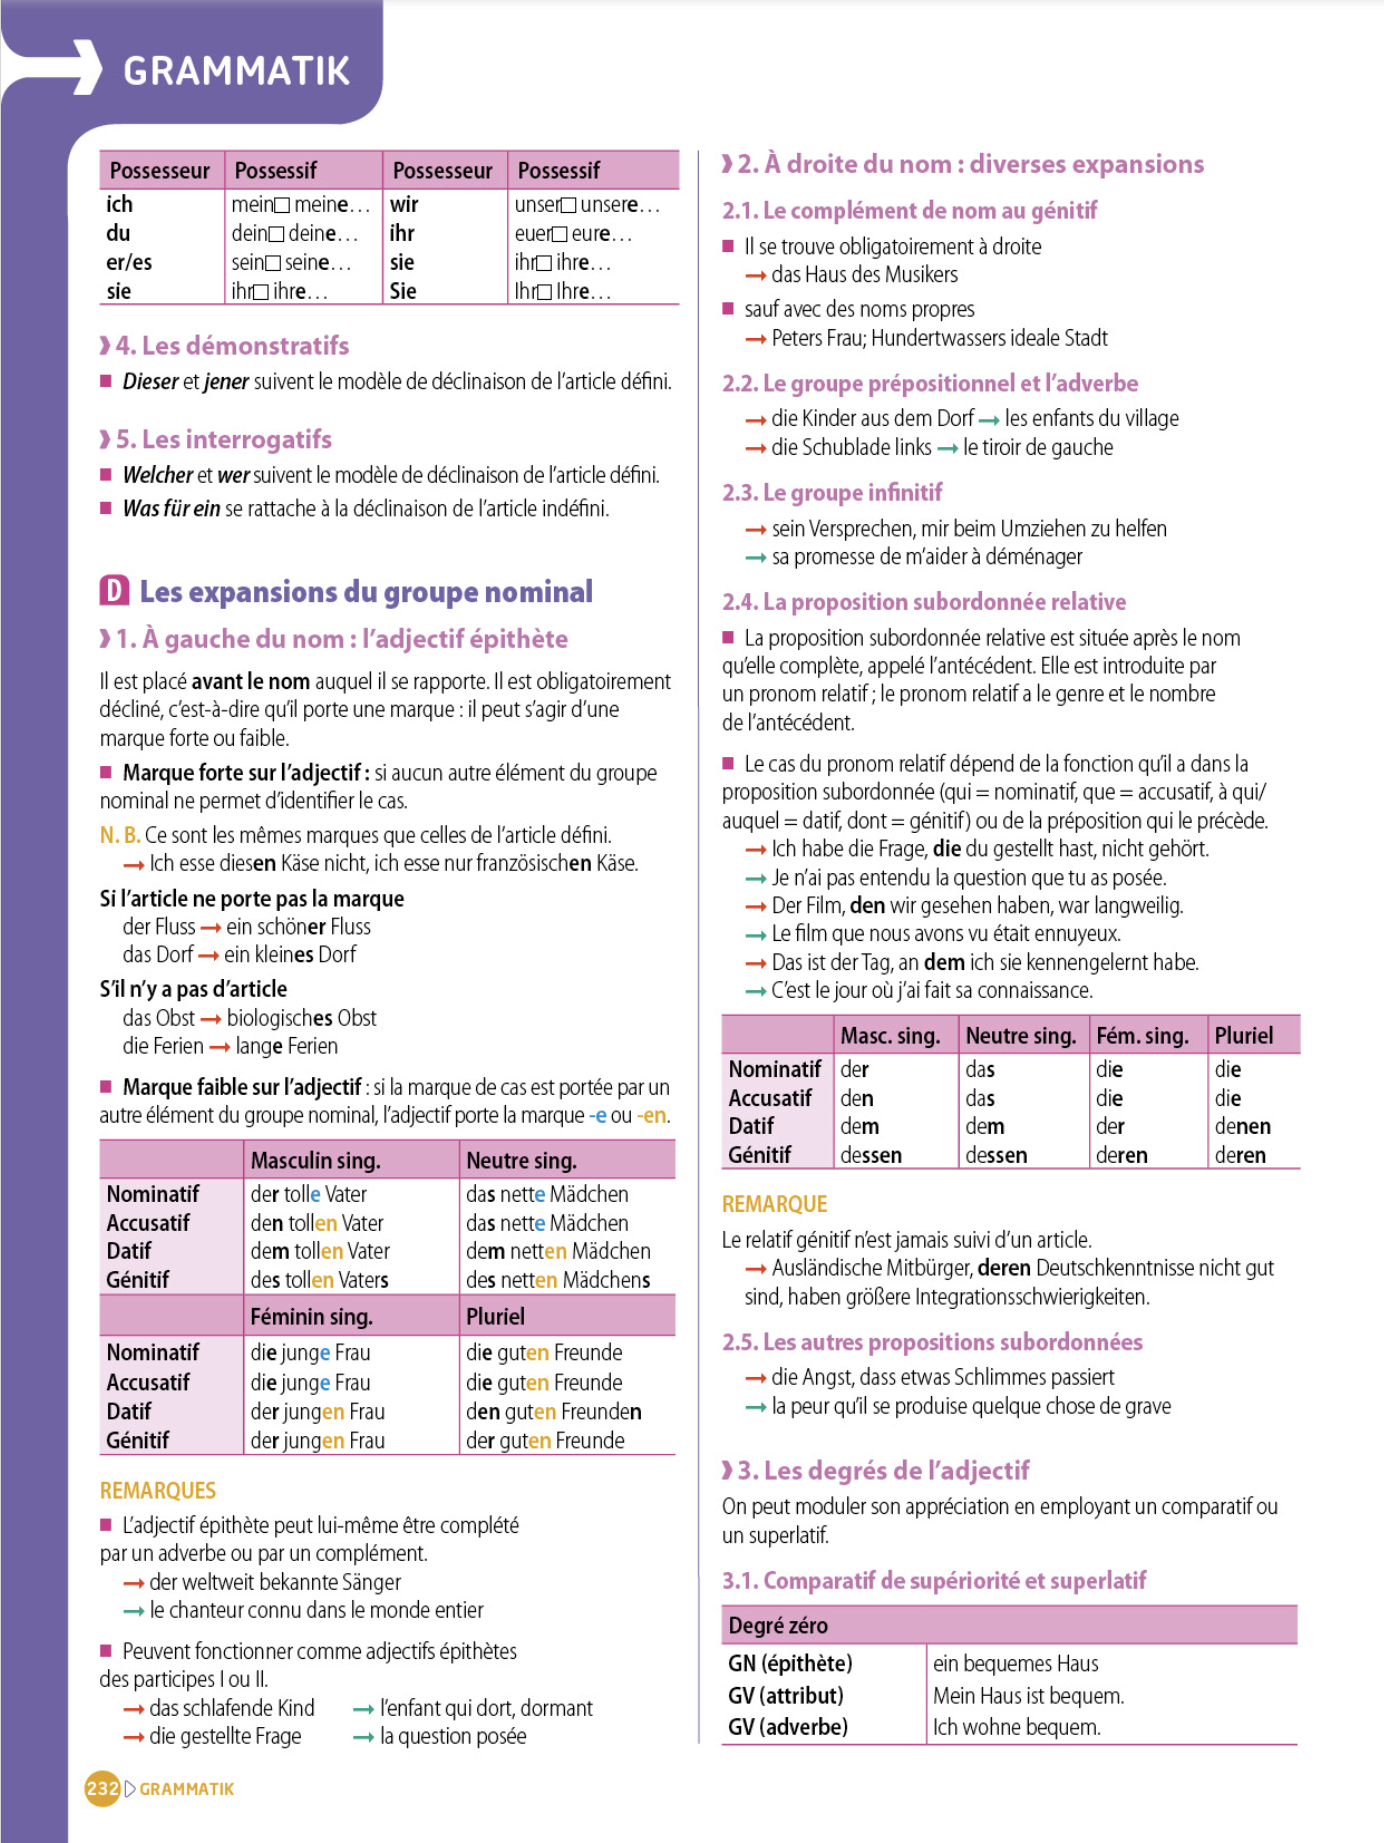 GRAMMATIK
Possesseur Possessif Possesseur Possessif
ich mein□ meine… wir unser□ unsere…
du dein□ deine… ihr euer□ eure…
er/es sein□ seine… sie ihr□ ihre…
sie ihr□ ihre… Sie Ihr□ Ihre…
4. Les démonstratifs
Dieser et jener suivent le modèle de déclinaison de l'article défini.
5. Les interrogatifs
Welcher et wer suivent le modèle de déclinaison de l'article défini.
Was für ein se rattache à la déclinaison de l'article indéfini.
D Les expansions du groupe nominal
1. À gauche du nom : l'adjectif épithète
Il est placé avant le nom auquel il se rapporte. Il est obligatoirement
décliné, c'est-à-dire qu'il porte une marque : il peut s'agir d'une
marque forte ou faible.
Marque forte sur l'adjectif : si aucun autre élément du groupe
nominal ne permet d'identifier le cas.
N. B. Ce sont les mêmes marques que celles de l'article défini.
→ Ich esse diesen Käse nicht, ich esse nur französischen Käse.
Si l'article ne porte pas la marque
der Fluss → ein schöner Fluss
das Dorf → ein kleines Dorf
S'il n'y a pas d'article
das Obst → biologisches Obst
die Ferien → lange Ferien
Marque faible sur l'adjectif : si la marque de cas est portée par un
autre élément du groupe nominal, l'adjectif porte la marque -e ou -en.
Masculin sing. Neutre sing.
Nominatif der tolle Vater das nette Mädchen
Accusatif den tollen Vater das nette Mädchen
Datif dem tollen Vater dem netten Mädchen
Génitif des tollen Vaters des netten Mädchens
Féminin sing. Pluriel
Nominatif die junge Frau die guten Freunde
Accusatif die junge Frau die guten Freunde
Datif der jungen Frau den guten Freunden
Génitif der jungen Frau der guten Freunde
REMARQUES
L'adjectif épithète peut lui-même être complété
par un adverbe ou par un complément.
→ der weltweit bekannte Sänger
→ le chanteur connu dans le monde entier
Peuvent fonctionner comme adjectifs épithètes
des participes I ou II.
→ das schlafende Kind → l'enfant qui dort, dormant
→ die gestellte Frage → la question posée
2. À droite du nom : diverses expansions
2.1. Le complément de nom au génitif
Il se trouve obligatoirement à droite
→ das Haus des Musikers
sauf avec des noms propres
→ Peters Frau; Hundertwassers ideale Stadt
2.2. Le groupe prépositionnel et l'adverbe
→ die Kinder aus dem Dorf → les enfants du village
→ die Schublade links → le tiroir de gauche
2.3. Le groupe infinitif
→ sein Versprechen, mir beim Umziehen zu helfen
→ sa promesse de m'aider à déménager
2.4. La proposition subordonnée relative
La proposition subordonnée relative est située après le nom
qu'elle complète, appelé l'antécédent. Elle est introduite par
un pronom relatif ; le pronom relatif a le genre et le nombre
de l'antécédent.
Le cas du pronom relatif dépend de la fonction qu'il a dans la
proposition subordonnée (qui = nominatif, que = accusatif, à qui/
auquel = datif, dont = génitif) ou de la préposition qui le précède.
→ Ich habe die Frage, die du gestellt hast, nicht gehört.
→ Je n'ai pas entendu la question que tu as posée.
→ Der Film, den wir gesehen haben, war langweilig.
→ Le film que nous avons vu était ennuyeux.
→ Das ist der Tag, an dem ich sie kennengelernt habe.
→ C'est le jour où j'ai fait sa connaissance.
Masc. sing. Neutre sing. Fém. sing. Pluriel
Nominatif der das die die
Accusatif den das die die
Datif dem dem der denen
Génitif dessen dessen deren deren
REMARQUE
Le relatif génitif n'est jamais suivi d'un article.
→ Ausländische Mitbürger, deren Deutschkenntnisse nicht gut
sind, haben größere Integrationsschwierigkeiten.
2.5. Les autres propositions subordonnées
→ die Angst, dass etwas Schlimmes passiert
→ la peur qu'il se produise quelque chose de grave
3. Les degrés de l'adjectif
On peut moduler son appréciation en employant un comparatif ou
un superlatif.
3.1. Comparatif de supériorité et superlatif
Degré zéro
GN (épithète) ein bequemes Haus
GV (attribut) Mein Haus ist bequem.
GV (adverbe) Ich wohne bequem.
232 GRAMMATIK